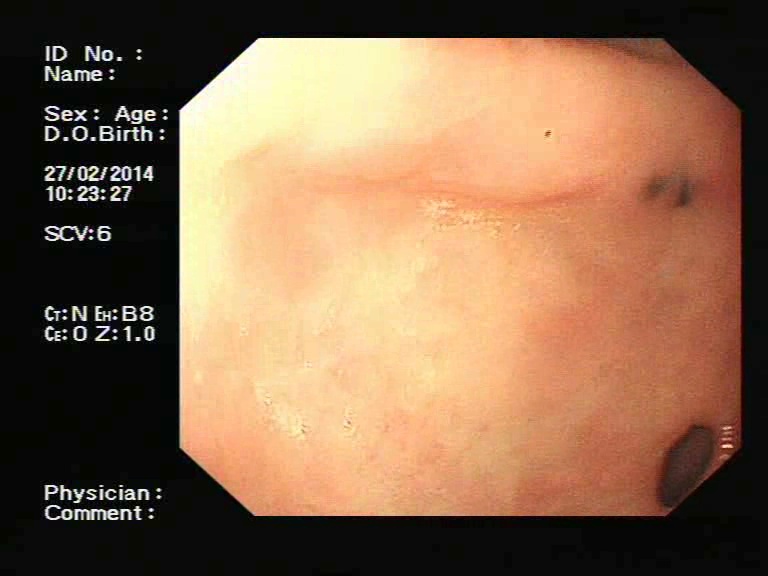 ID No. :
Name:
Sex: Age:
D.O.Birth:
27/02/2014
10:23:27
SCV:6
CT:N EH:B8
CE:0 Z:1.0
Physician:
Comment: